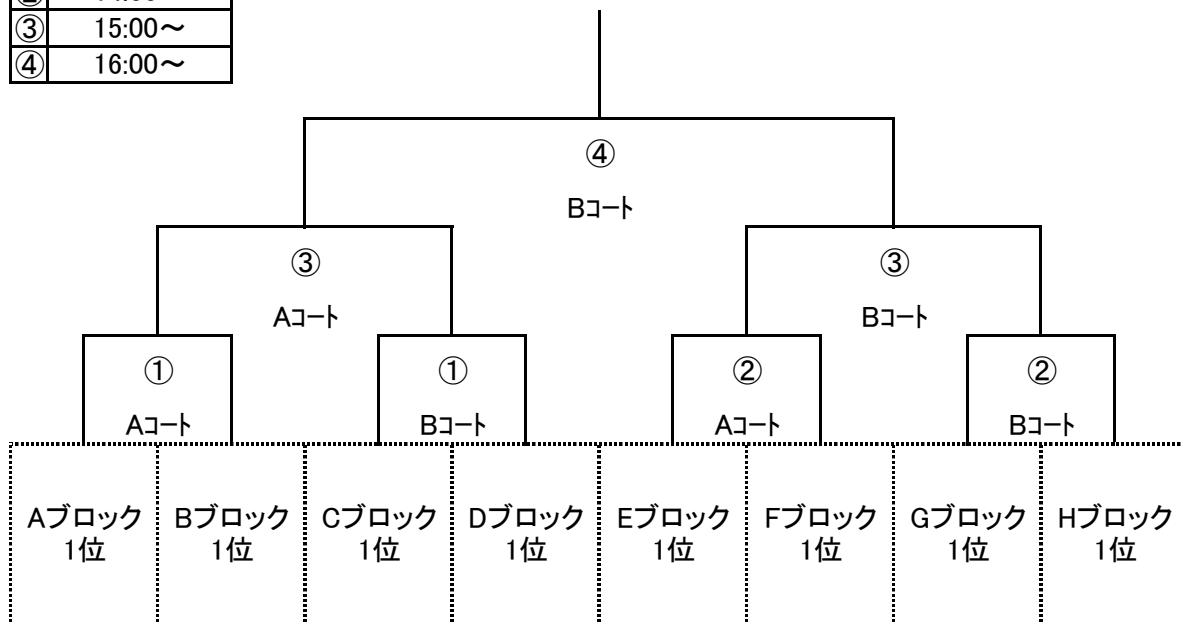 ③ 15:00～
④ 16:00～
④
Bコート
③ ③
Aコート Bコート
① ① ② ②
Aコート Bコート Aコート Bコート
Aブロック Bブロック Cブロック Dブロック Eブロック Fブロック Gブロック Hブロック
1位 1位 1位 1位 1位 1位 1位 1位